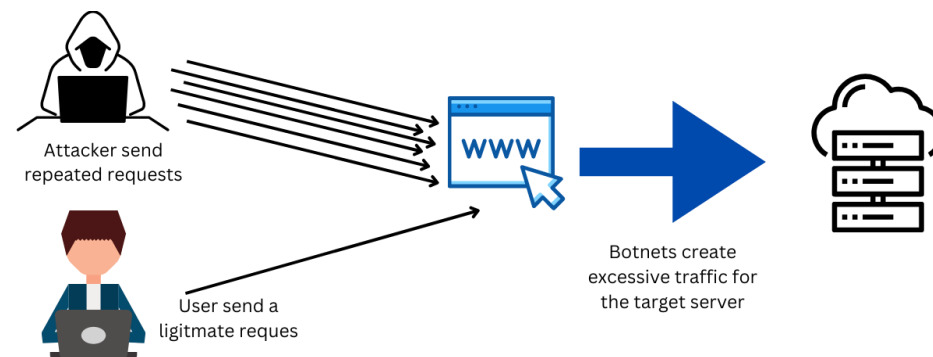 Attacker send
repeated requests
WWW
Botnets create
excessive traffic for
the target server
User send a
ligitmate reques